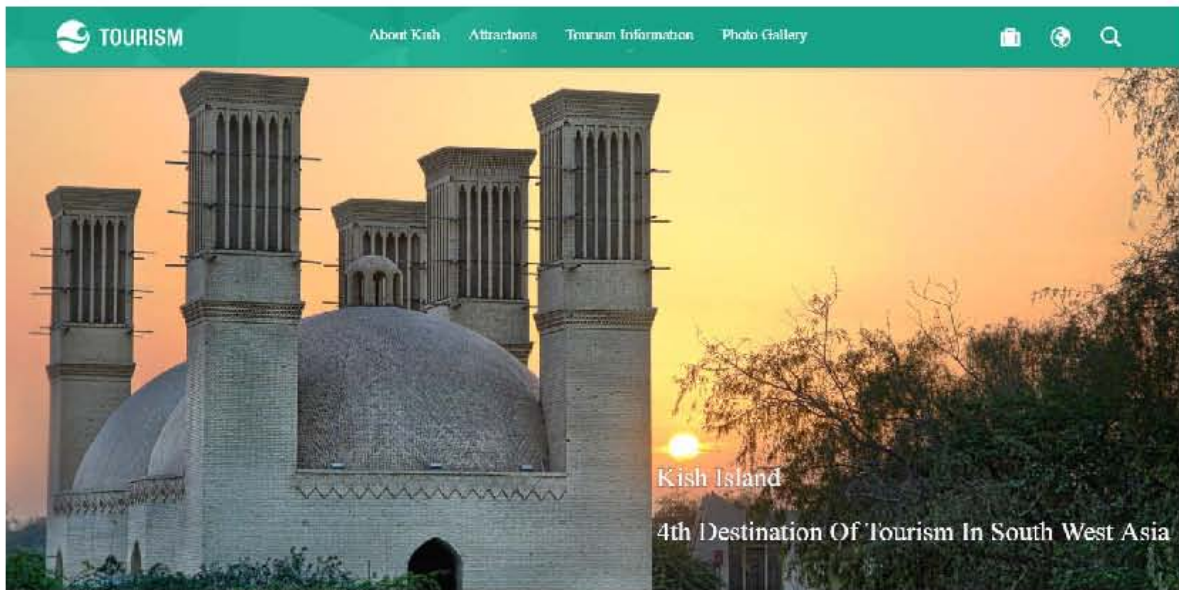 TOURISM
About Kish Attractions Tourism Information Photo Gallery
Kish Island
4th Destination Of Tourism In South West Asia